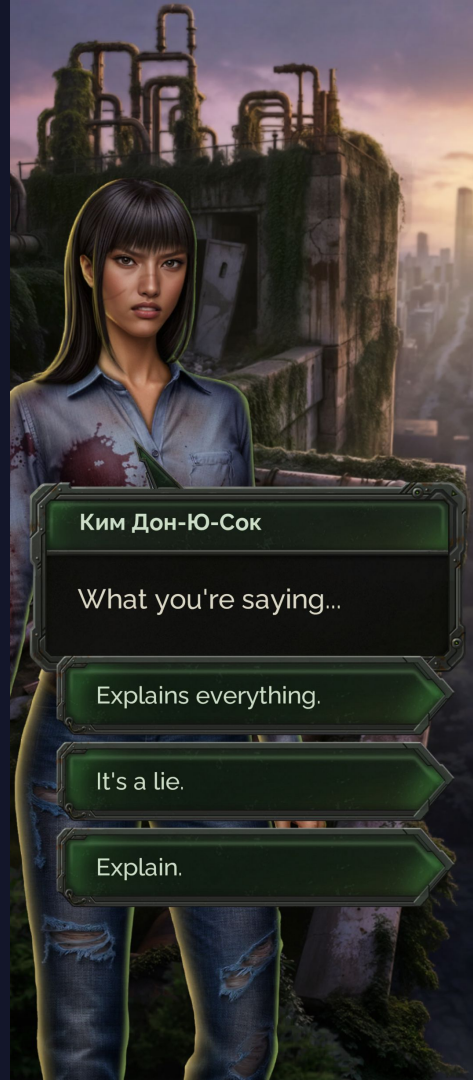 Ким Дон-Ю-Сок
What you're saying...
Explains everything.
It's a lie.
Explain.